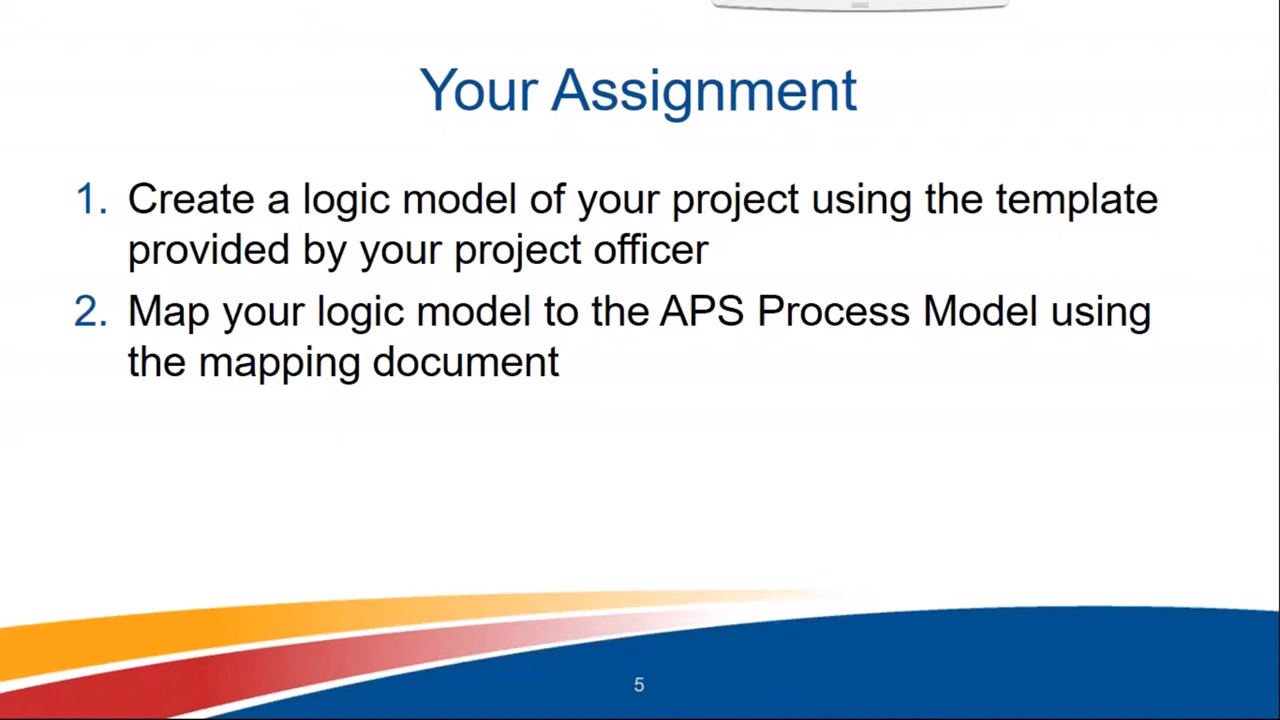 Your Assignment
1. Create a logic model of your project using the template
provided by your project officer
2. Map your logic model to the APS Process Model using
the mapping document
5